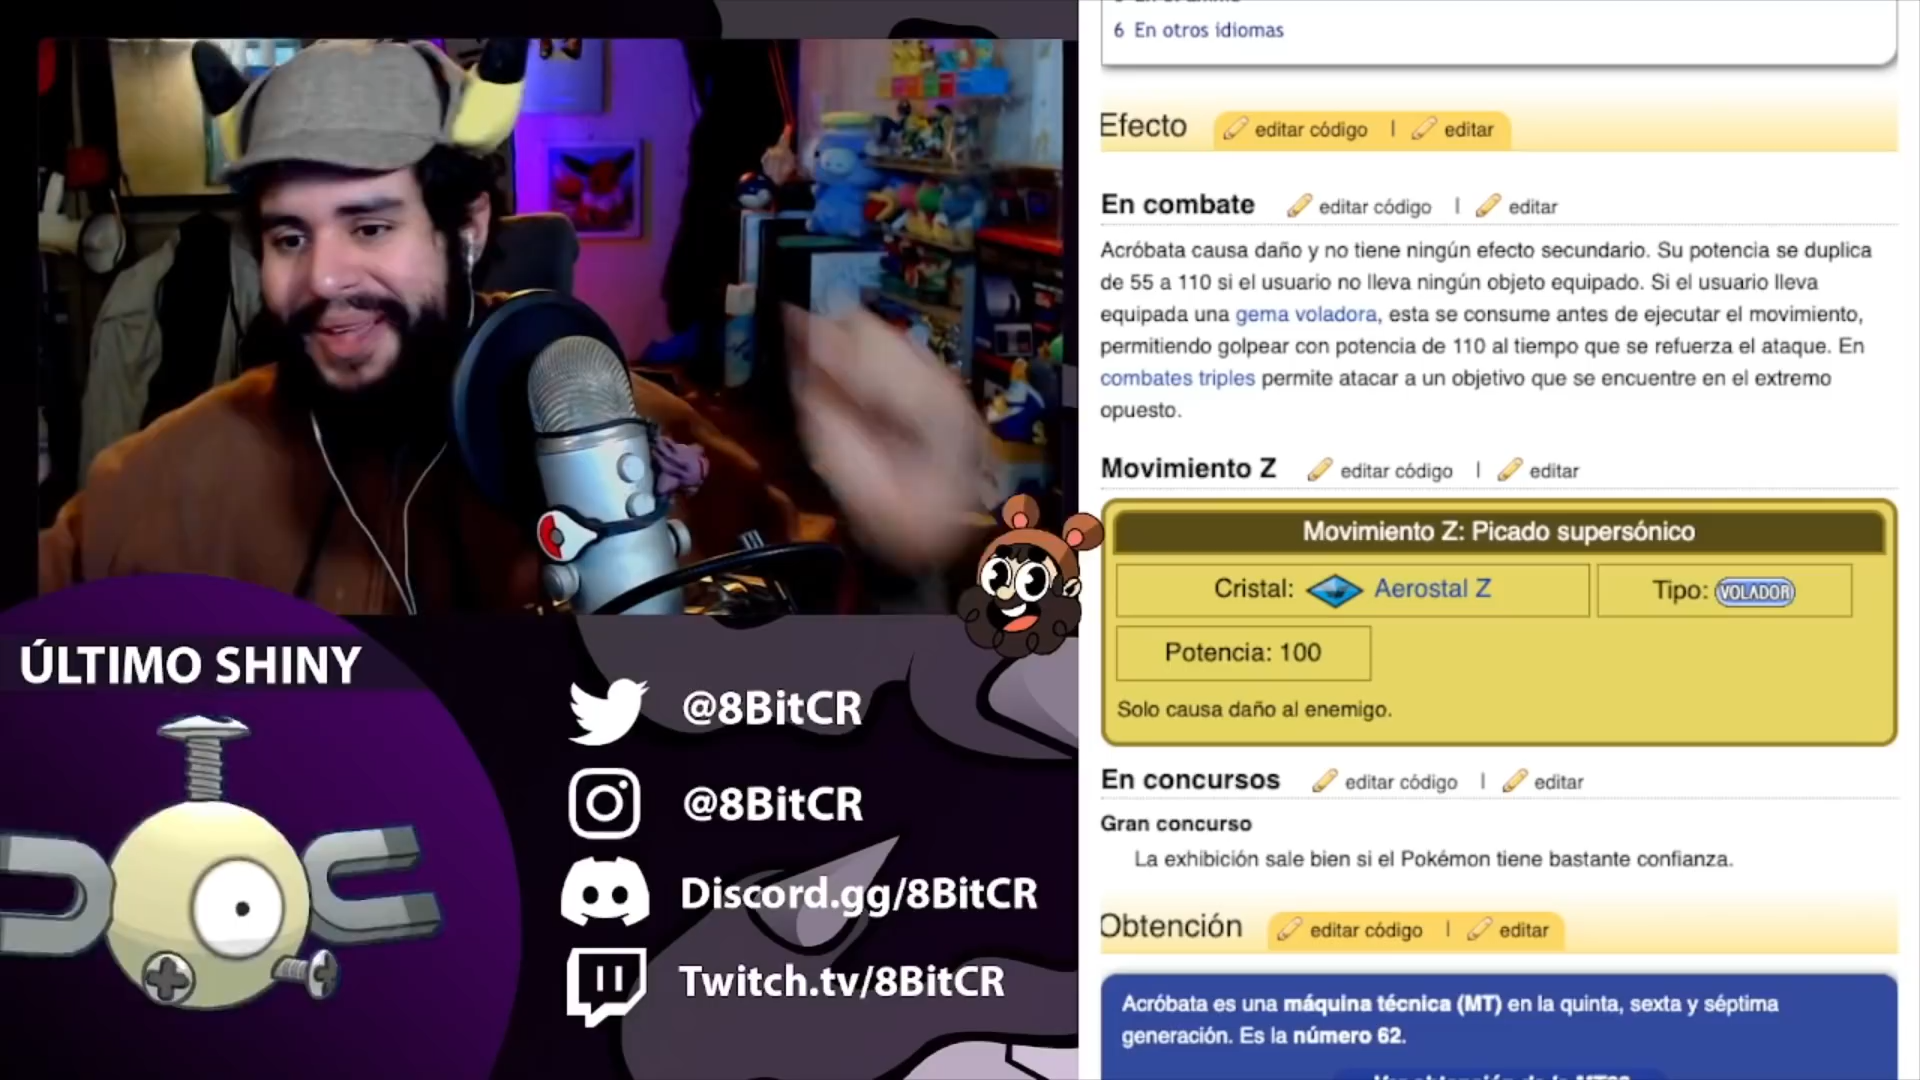 ÚLTIMO SHINY
@8BitCR
@8BitCR
Discord.gg/8BitCR
Twitch.tv/8BitCR
6 En otros idiomas
Efecto editar código | editar
En combate editar código | editar
Acróbata causa daño y no tiene ningún efecto secundario. Su potencia se duplica
de 55 a 110 si el usuario no lleva ningún objeto equipado. Si el usuario lleva
equipada una gema voladora, esta se consume antes de ejecutar el movimiento,
permitiendo golpear con potencia de 110 al tiempo que se refuerza el ataque. En
combates triples permite atacar a un objetivo que se encuentre en el extremo
opuesto.
Movimiento Z editar código | editar
Movimiento Z: Picado supersónico
Cristal: Aerostal Z Tipo: VOLADOR
Potencia: 100
Solo causa daño al enemigo.
En concursos editar código | editar
Gran concurso
La exhibición sale bien si el Pokémon tiene bastante confianza.
Obtención editar código | editar
Acróbata es una máquina técnica (MT) en la quinta, sexta y séptima
generación. Es la número 62.